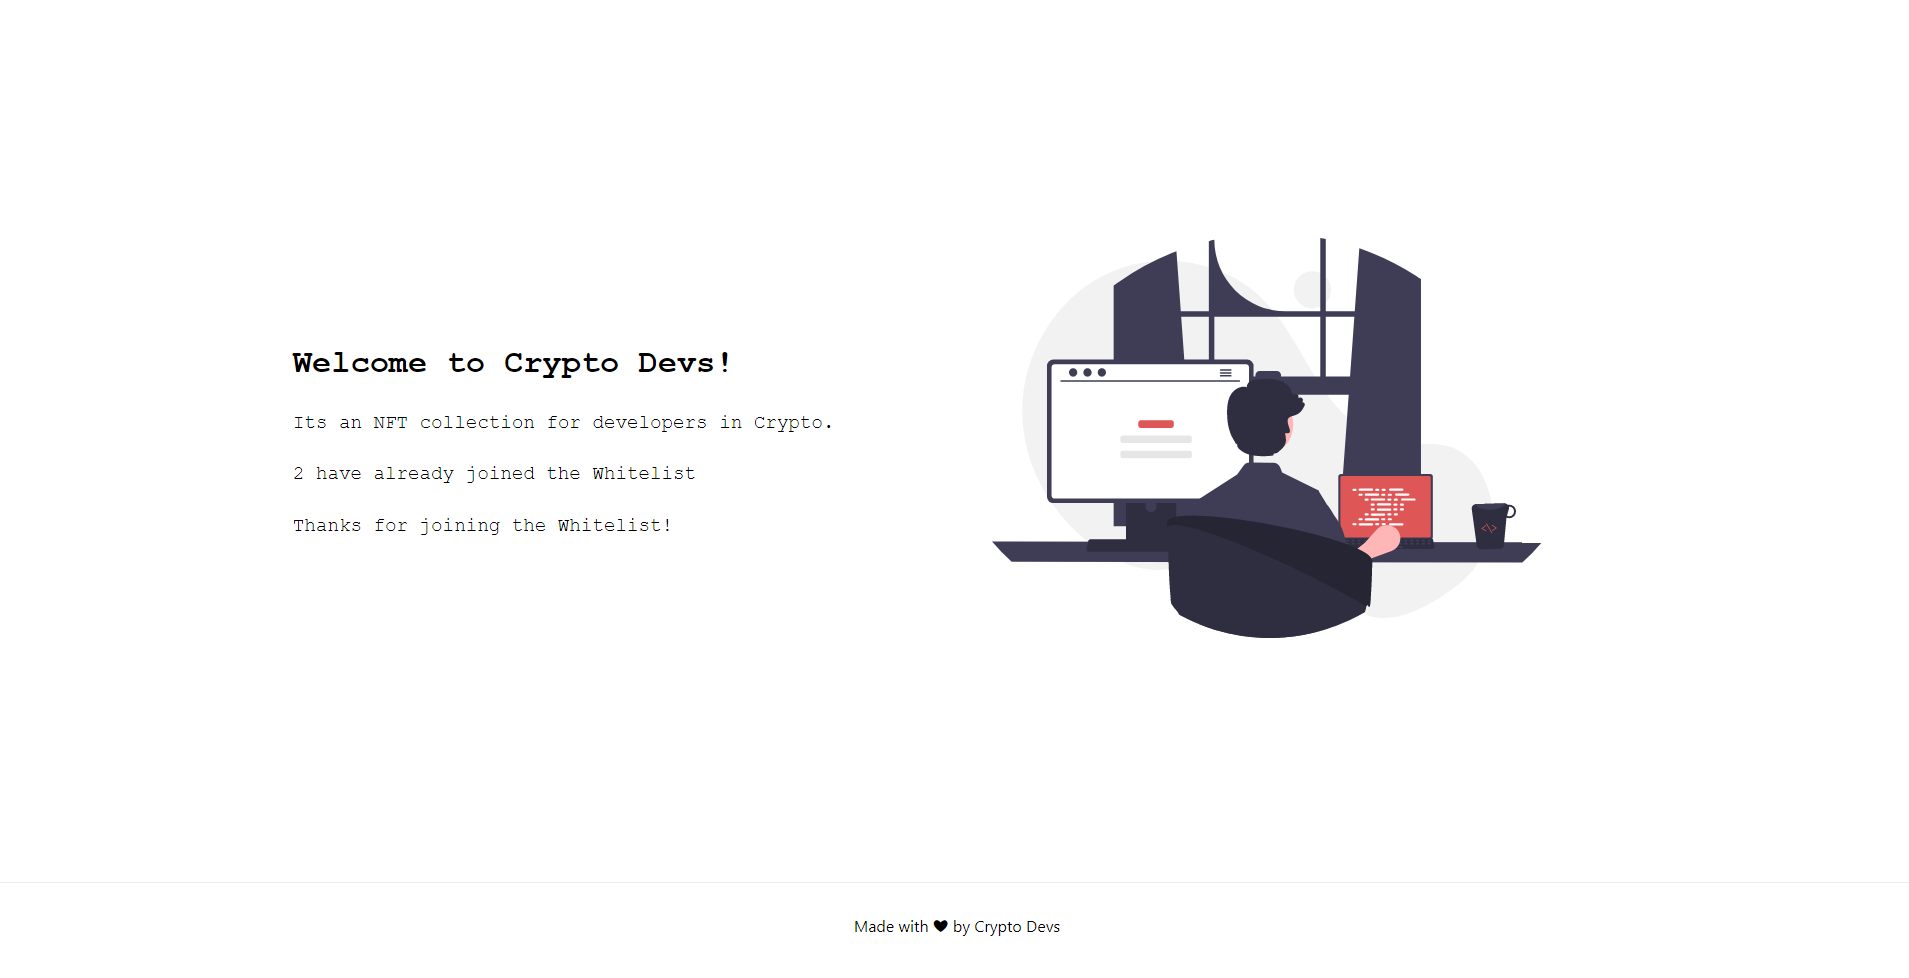 Welcome to Crypto Devs!
Its an NFT collection for developers in Crypto.
2 have already joined the Whitelist
Thanks for joining the Whitelist!
</>
Made with ♥ by Crypto Devs